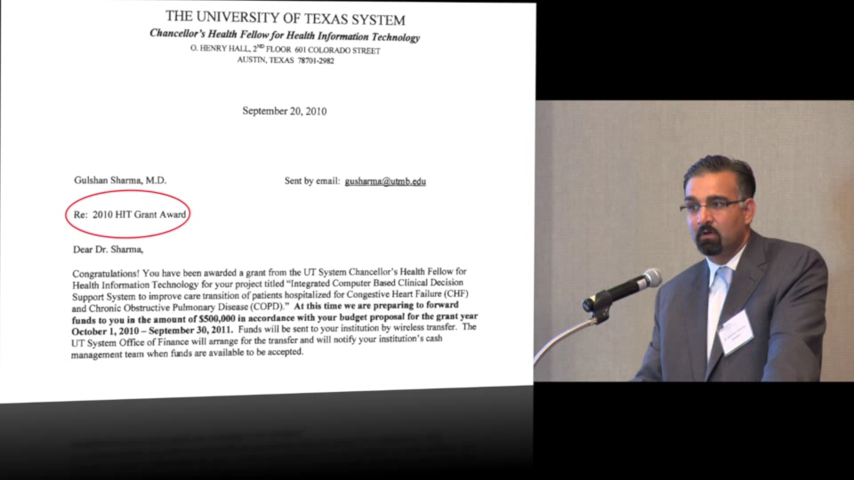 THE UNIVERSITY OF TEXAS SYSTEM
Chancellor's Health Fellow for Health Information Technology
O. HENRY HALL, 2ND FLOOR 601 COLORADO STREET
AUSTIN, TEXAS 78701-2982
September 20, 2010
Gulshan Sharma, M.D. Sent by email: gusharma@utmb.edu
Re: 2010 HIT Grant Award
Dear Dr. Sharma,
Congratulations! You have been awarded a grant from the UT System Chancellor's Health Fellow for
Health Information Technology for your project titled "Integrated Computer Based Clinical Decision
Support System to improve care transition of patients hospitalized for Congestive Heart Failure (CHF)
and Chronic Obstructive Pulmonary Disease (COPD)." At this time we are preparing to forward
funds to you in the amount of $500,000 in accordance with your budget proposal for the grant year
October 1, 2010 – September 30, 2011. Funds will be sent to your institution by wireless transfer. The
UT System Office of Finance will arrange for the transfer and will notify your institution's cash
management team when funds are available to be accepted.